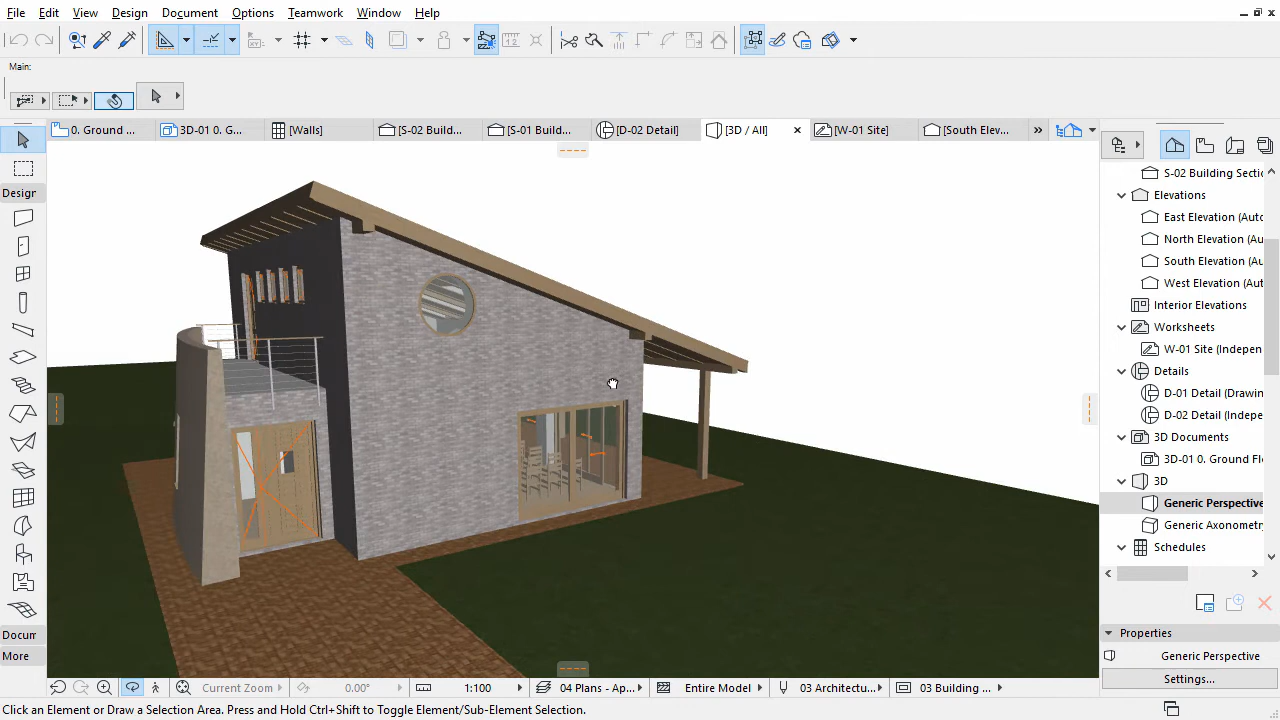 File Edit View Design Document Options Teamwork Window Help
Main:
0. Ground ... 3D-01 0. G... [Walls] [S-02 Build... [S-01 Build... [D-02 Detail] [3D / All] [W-01 Site] [South Elev...
Design
Docum
More
S-02 Building Sectio
Elevations
East Elevation (Auto
North Elevation (Au
South Elevation (Au
West Elevation (Aut
Interior Elevations
Worksheets
W-01 Site (Indepen
Details
D-01 Detail (Drawin
D-02 Detail (Indepe
3D Documents
3D-01 0. Ground Flo
3D
Generic Perspective
Generic Axonometr
Schedules
Properties
Generic Perspective
Settings...
Current Zoom 0.00° 1:100 04 Plans - Ap... Entire Model 03 Architectu... 03 Building ...
Click an Element or Draw a Selection Area. Press and Hold Ctrl+Shift to Toggle Element/Sub-Element Selection.